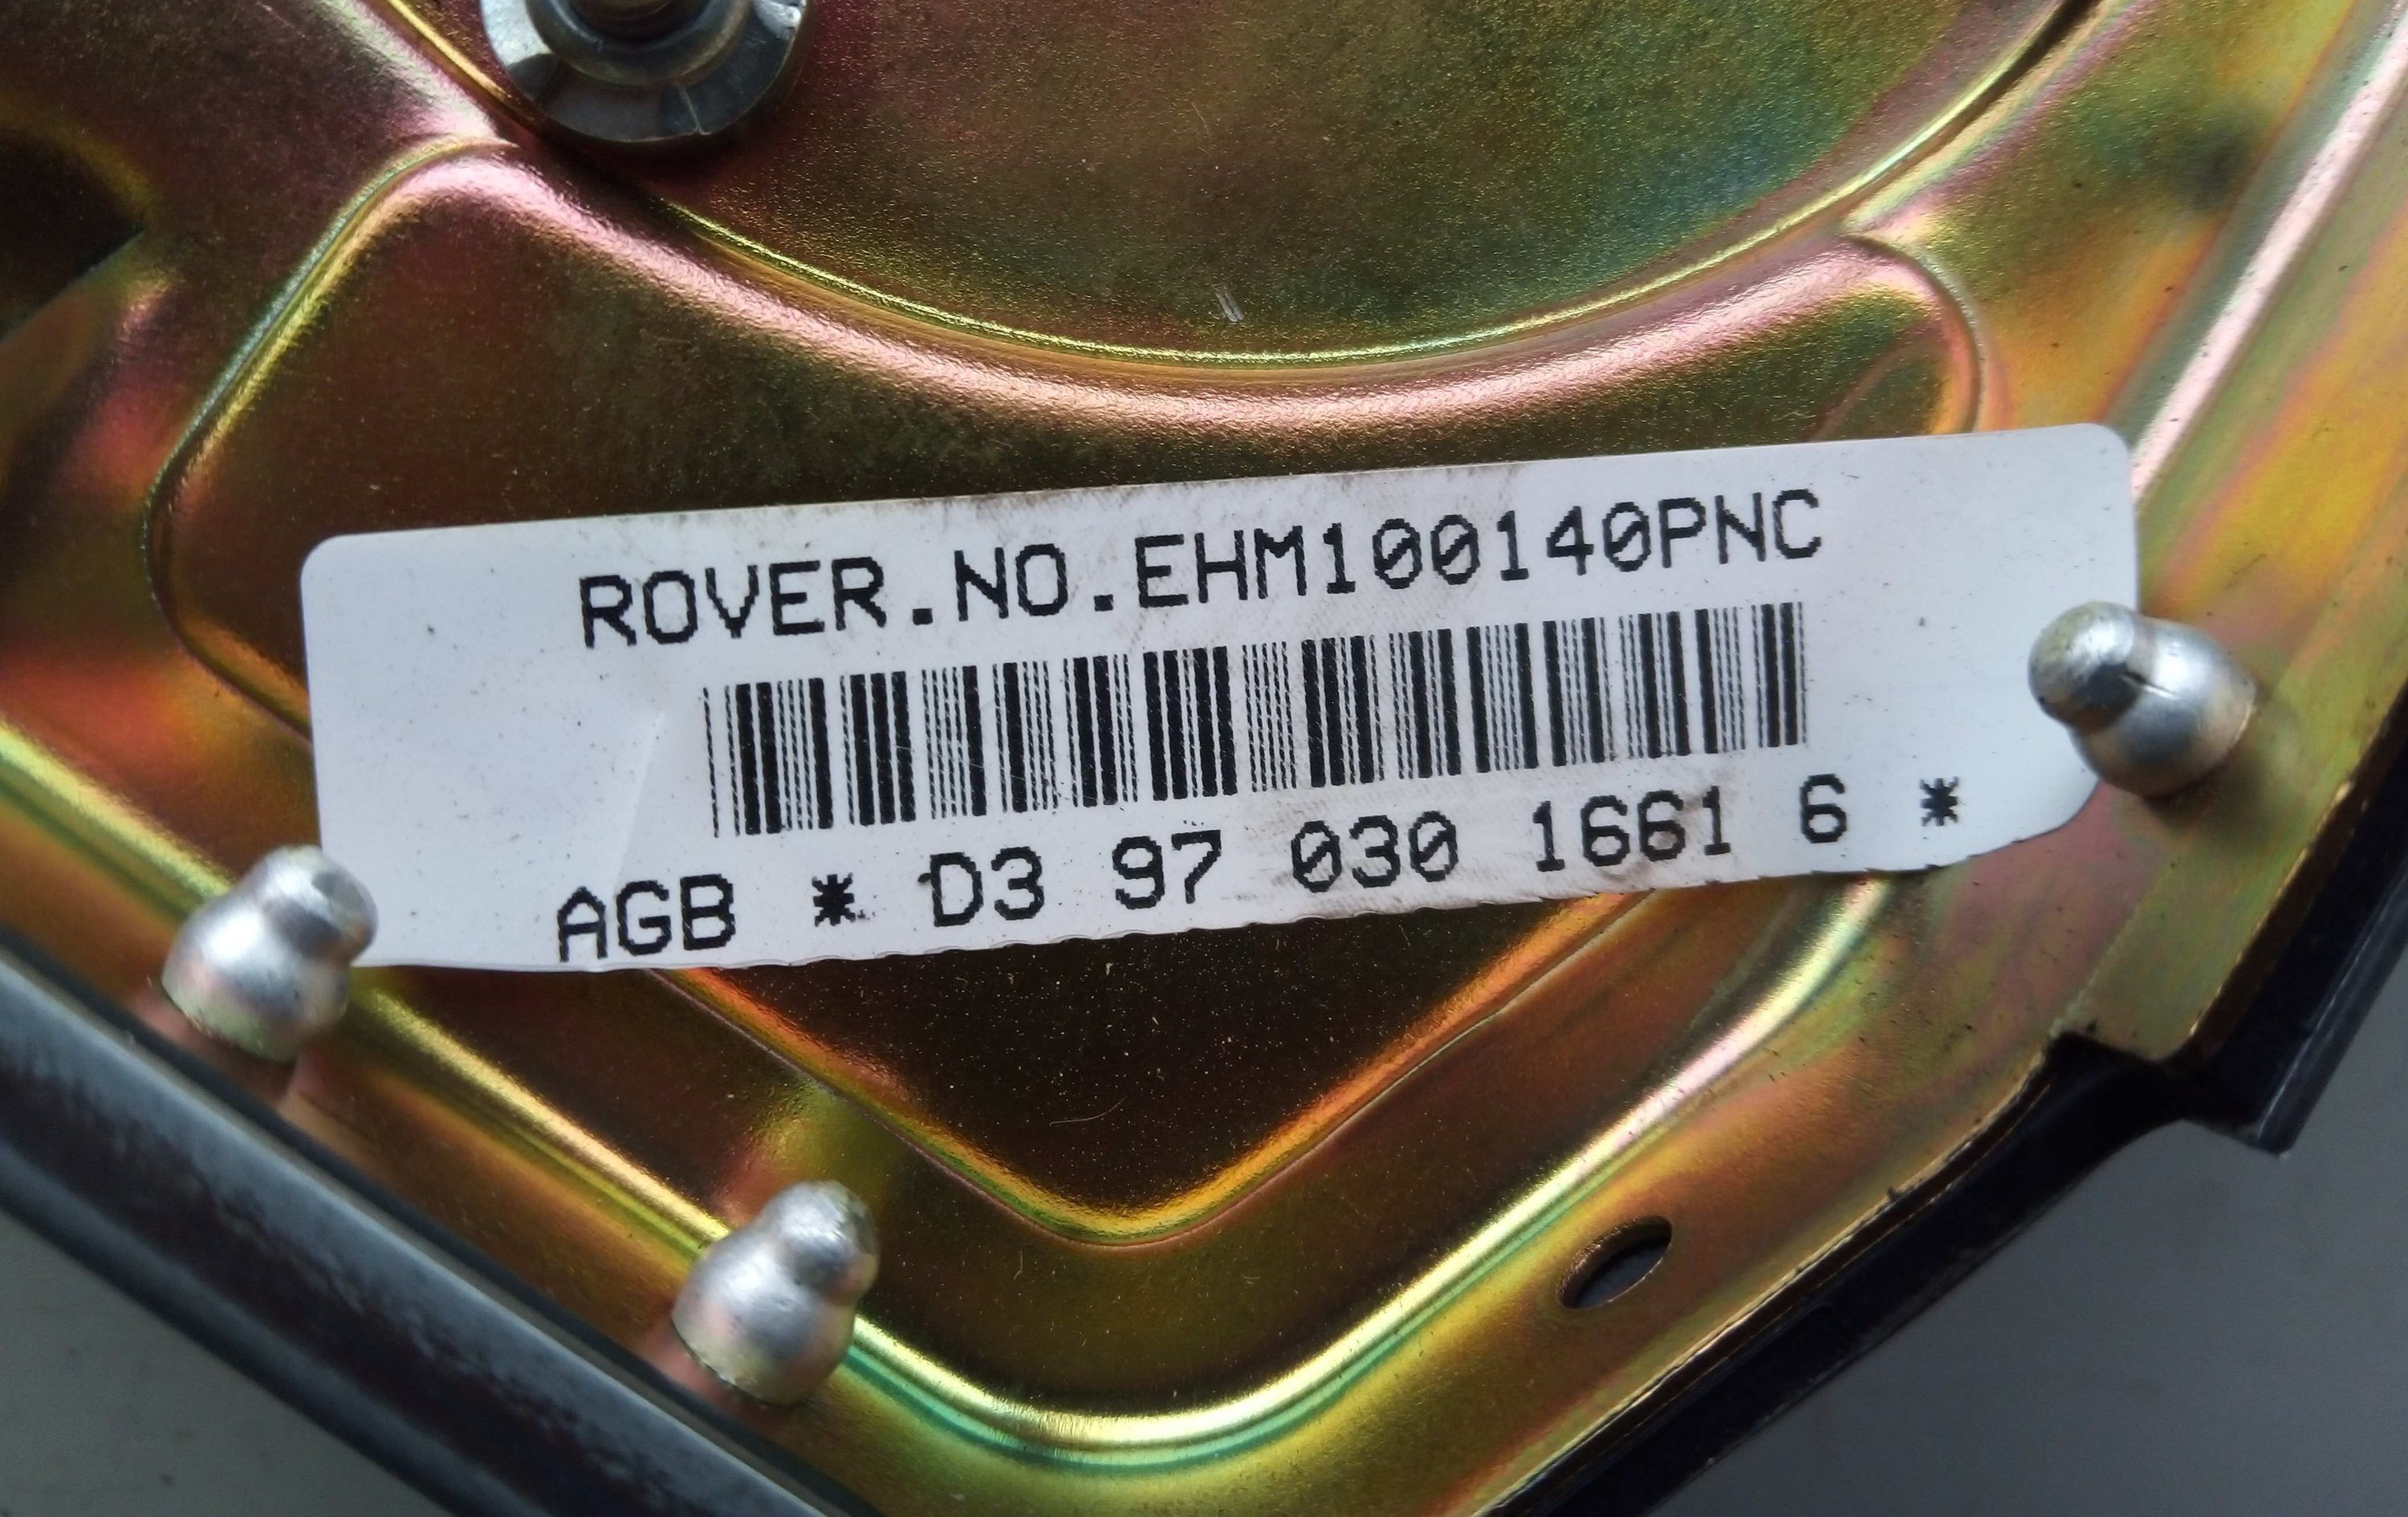 ROVER.NO.EHM100140PNC
AGB * D3 97 030 1661 6 *